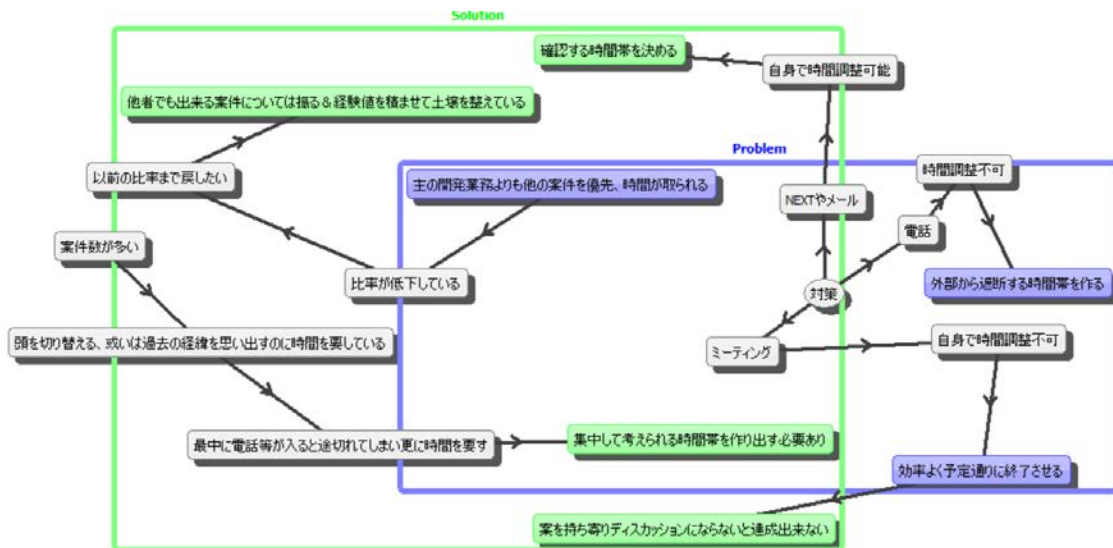 Solution
確認する時間帯を決める
自身で時間調整可能
他者でも出来る案件については振る＆経験値を積ませて土壌を整えている
Problem
以前の比率まで戻したい
主の開発業務よりも他の案件を優先、時間が取られる
時間調整不可
NEXTやメール
電話
案件数が多い
比率が低下している
対策
外部から遮断する時間帯を作る
頭を切り替える、或いは過去の経緯を思い出すのに時間を要している
ミーティング
自身で時間調整不可
最中に電話等が入ると途切れてしまい更に時間を要す
集中して考えられる時間帯を作り出す必要あり
効率よく予定通りに終了させる
案を持ち寄りディスカッションにならないと達成出来ない